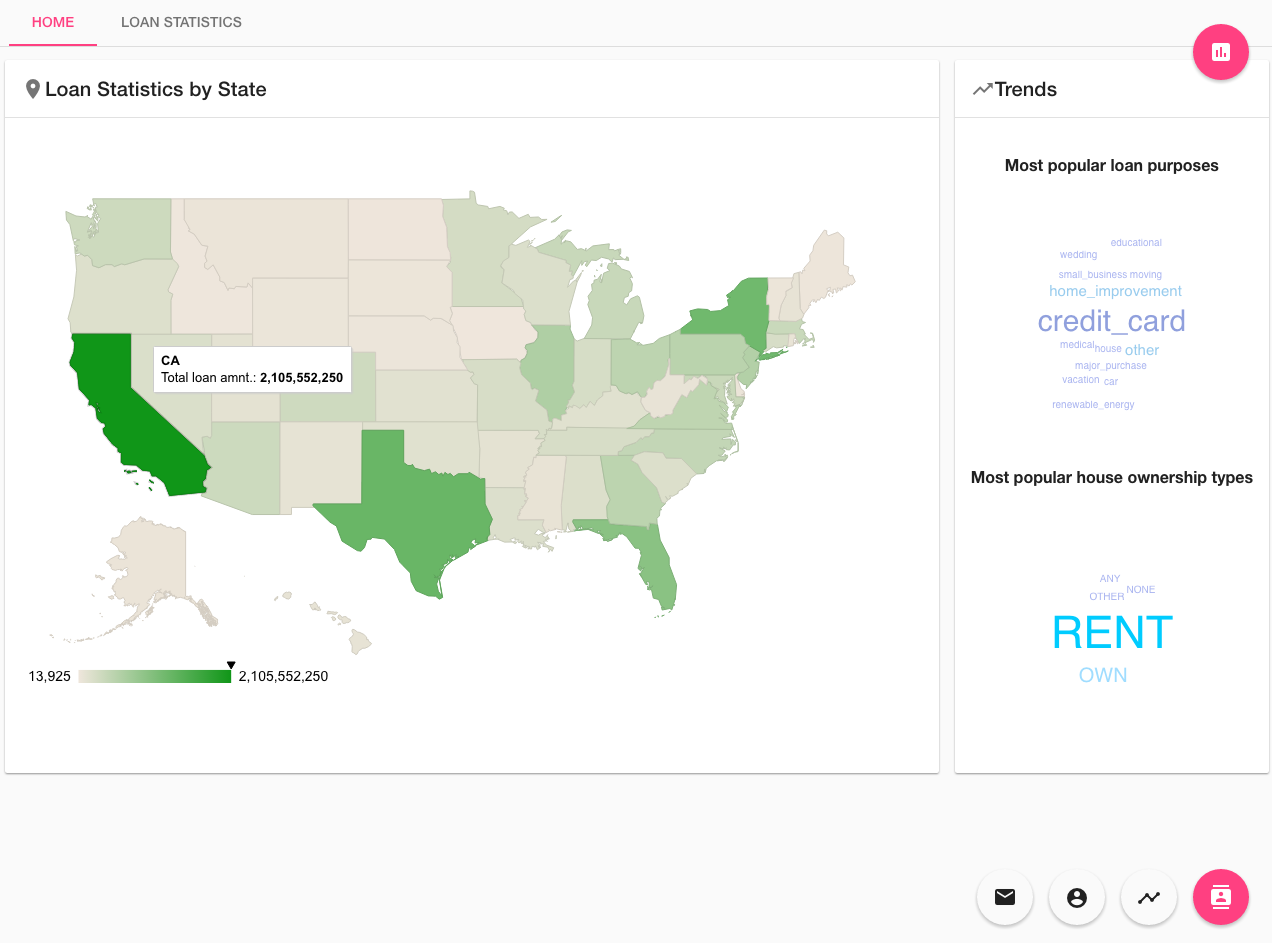 HOME LOAN STATISTICS
Loan Statistics by State
CA
Total loan amnt.: 2,105,552,250
13,925 2,105,552,250
Trends
Most popular loan purposes
educational
wedding
small_business moving
home_improvement
credit_card
medical house other
major_purchase
vacation car
renewable_energy
Most popular house ownership types
ANY
NONE
OTHER
RENT
OWN